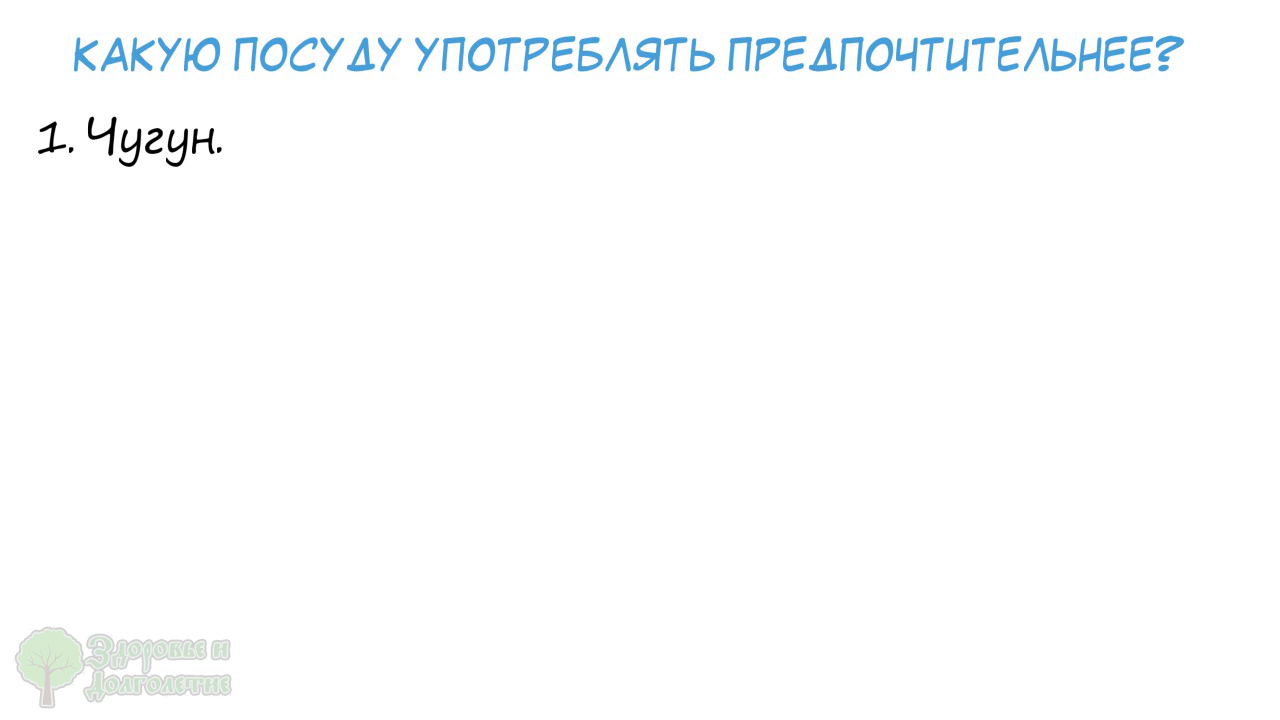 КАКУЮ ПОСУДУ УПОТРЕБЛЯТЬ ПРЕДПОЧТИТЕЛЬНЕЕ?
1. Чугун.
Здоровье и
Долголетие